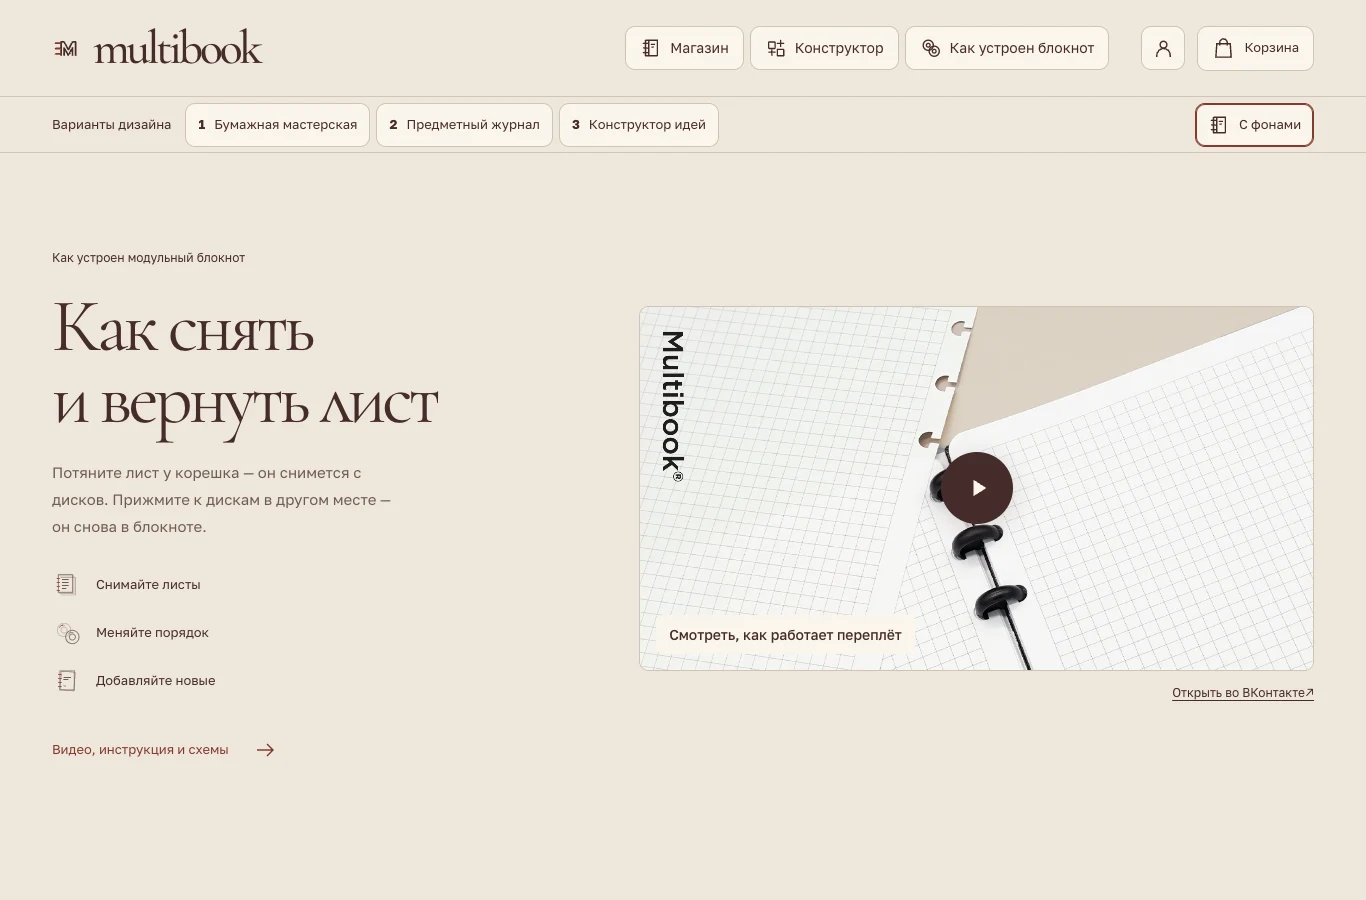 multibook
Магазин
Конструктор
Как устроен блокнот
Корзина
Варианты дизайна
1 Бумажная мастерская
2 Предметный журнал
3 Конструктор идей
С фонами
Как устроен модульный блокнот
Как снять
и вернуть лист
Потяните лист у корешка — он снимется с
дисков. Прижмите к дискам в другом месте —
он снова в блокноте.
Снимайте листы
Меняйте порядок
Добавляйте новые
Видео, инструкция и схемы
Multibook®
Смотреть, как работает переплёт
Открыть во ВКонтакте↗